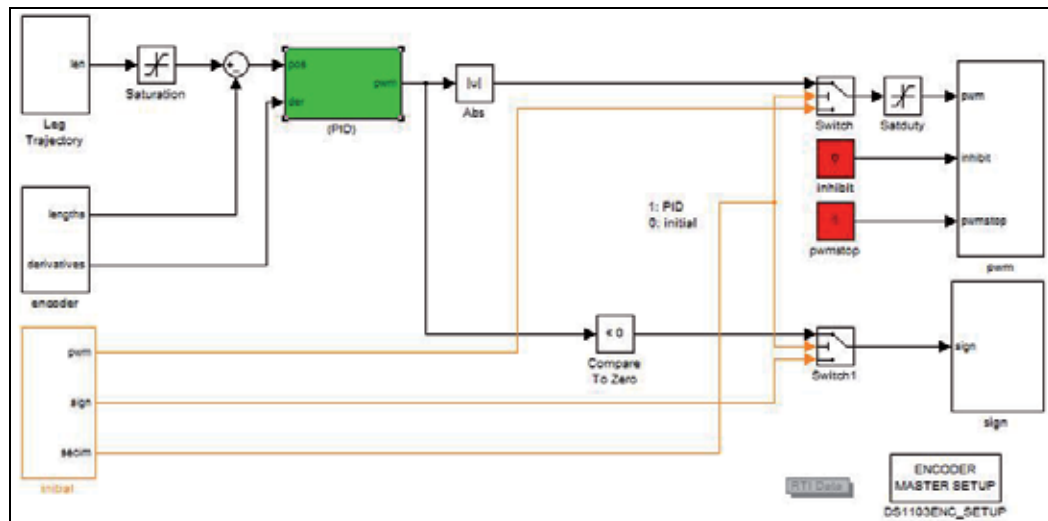 len
Leg
Trajectory
Saturation
+
-
pos
der
pwm
(PID)
|u|
Abs
Switch
Satduty
pwm
inhibit
pwmstop
pwm
0
inhibit
pwmstop
1: PID
0: initial
lengths
derivatives
encoder
< 0
Compare
To Zero
Switch1
sign
sign
pwm
sign
secim
initial
RTI Data
ENCODER
MASTER SETUP
DS1103ENC_SETUP